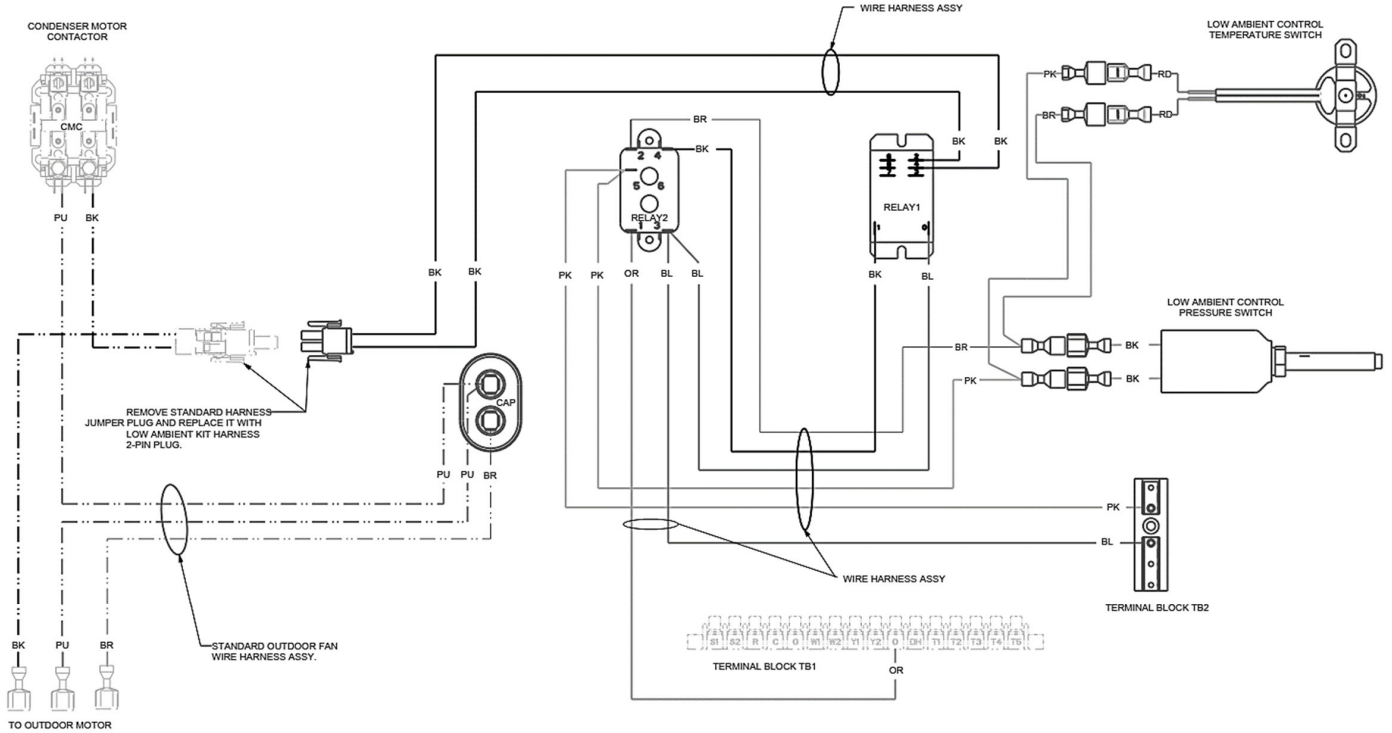 WIRE HARNESS ASSY
CONDENSER MOTOR
CONTACTOR
LOW AMBIENT CONTROL
TEMPERATURE SWITCH
CMC
PK
RD
BR
RD
BR
BK
BK
BK
2 4
5 6
RELAY2
1 3
RELAY1
1 0
PU
BK
BK
BK
PK
PK
OR
BL
BL
BK
BL
LOW AMBIENT CONTROL
PRESSURE SWITCH
BR
BK
PK
BK
CAP
REMOVE STANDARD HARNESS
JUMPER PLUG AND REPLACE IT WITH
LOW AMBIENT KIT HARNESS
2-PIN PLUG.
PU
PU
BR
PK
BL
WIRE HARNESS ASSY
TERMINAL BLOCK TB2
S1 S2 R C G W1 W2 Y1 Y2 O DH T1 T2 T3 T4 T5
TERMINAL BLOCK TB1
OR
BK
PU
BR
STANDARD OUTDOOR FAN
WIRE HARNESS ASSY.
TO OUTDOOR MOTOR